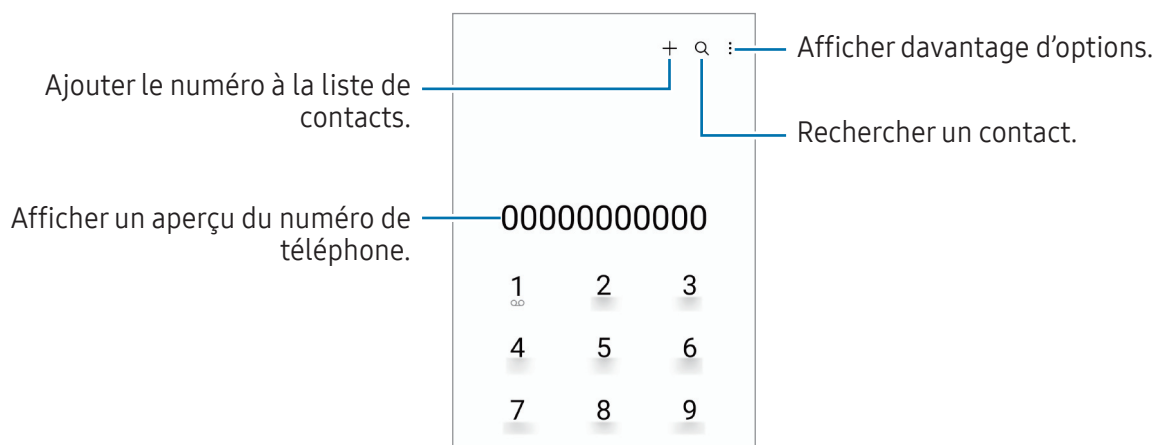 Afficher davantage d'options.
Ajouter le numéro à la liste de
contacts.
Rechercher un contact.
Afficher un aperçu du numéro de
téléphone.
00000000000
1 2 3
4 5 6
7 8 9